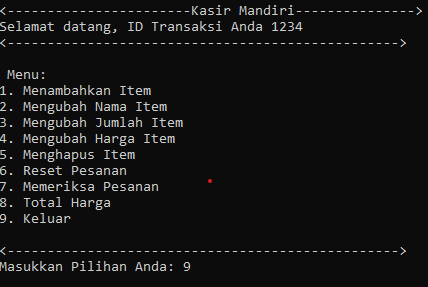 <-----------------------Kasir Mandiri--------------->
Selamat datang, ID Transaksi Anda 1234
<------------------------------------------------->
Menu:
1. Menambahkan Item
2. Mengubah Nama Item
3. Mengubah Jumlah Item
4. Mengubah Harga Item
5. Menghapus Item
6. Reset Pesanan
7. Memeriksa Pesanan
8. Total Harga
9. Keluar
<------------------------------------------------->
Masukkan Pilihan Anda: 9